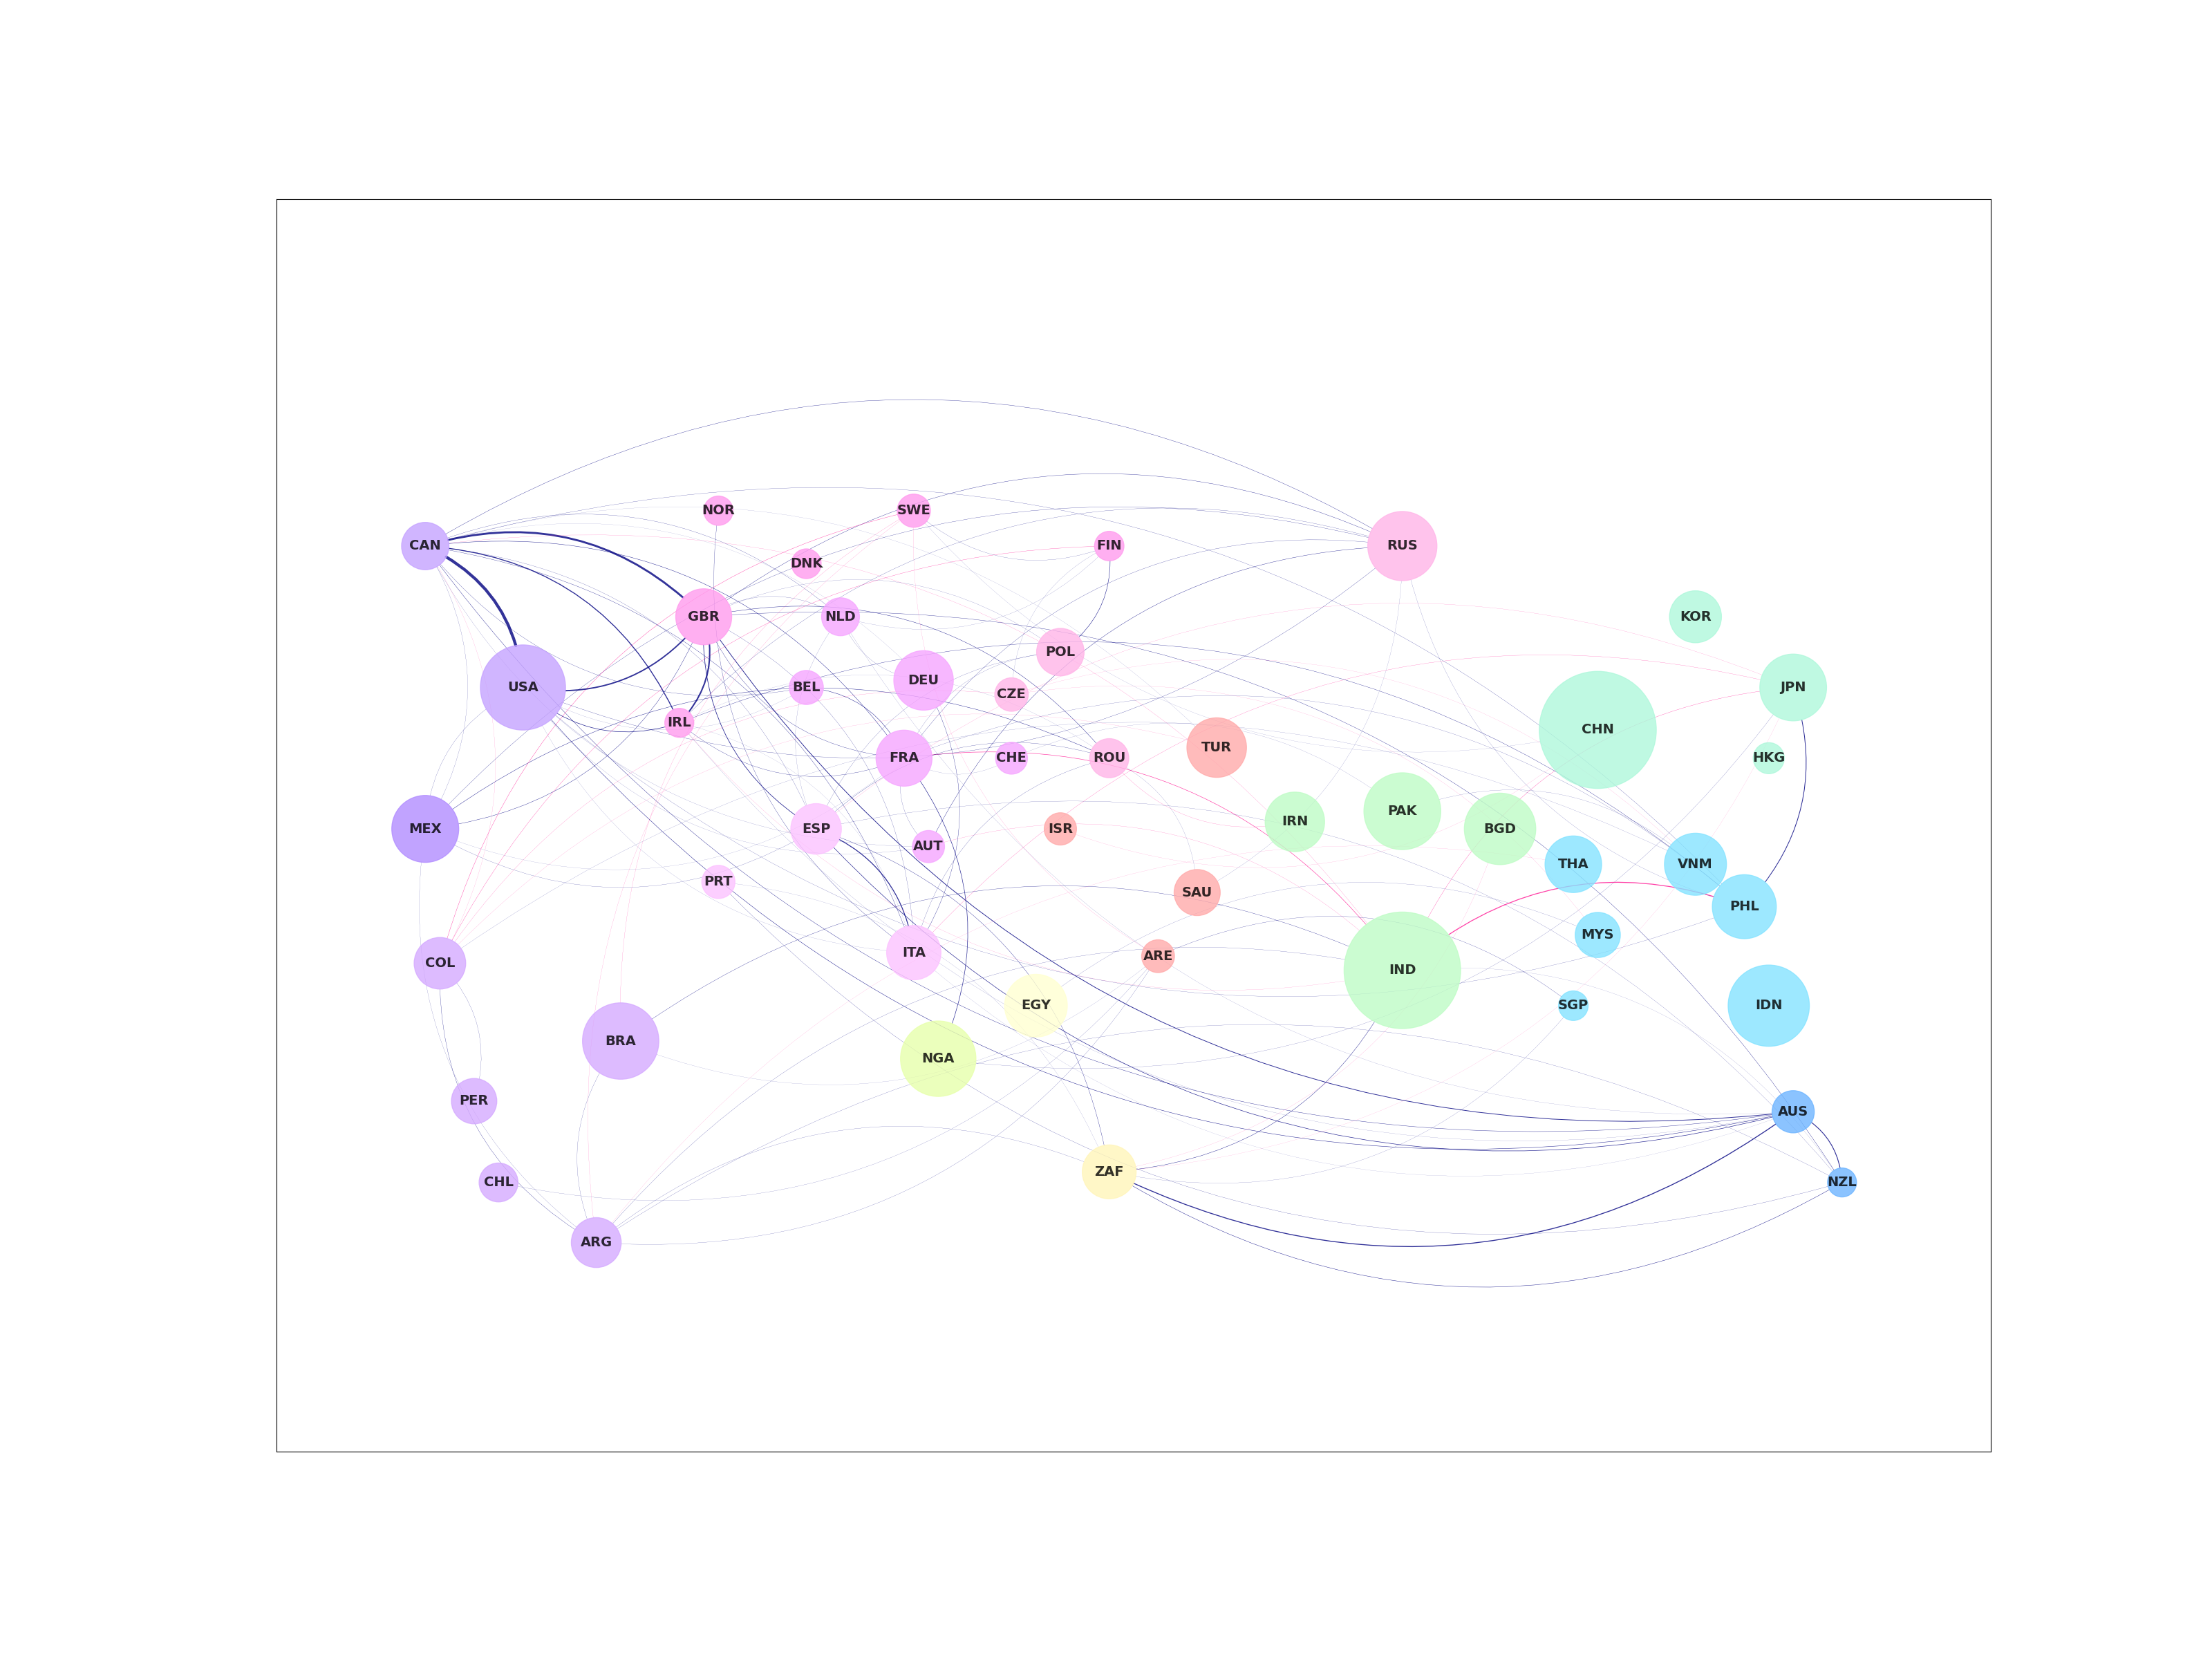 NOR
SWE
CAN
FIN
RUS
DNK
GBR
NLD
KOR
POL
DEU
USA
BEL
CZE
JPN
IRL
CHN
TUR
FRA
CHE
ROU
HKG
PAK
IRN
MEX
ESP
ISR
BGD
AUT
THA
VNM
PRT
SAU
PHL
MYS
ITA
ARE
COL
IND
EGY
SGP
IDN
BRA
NGA
PER
AUS
ZAF
CHL
NZL
ARG